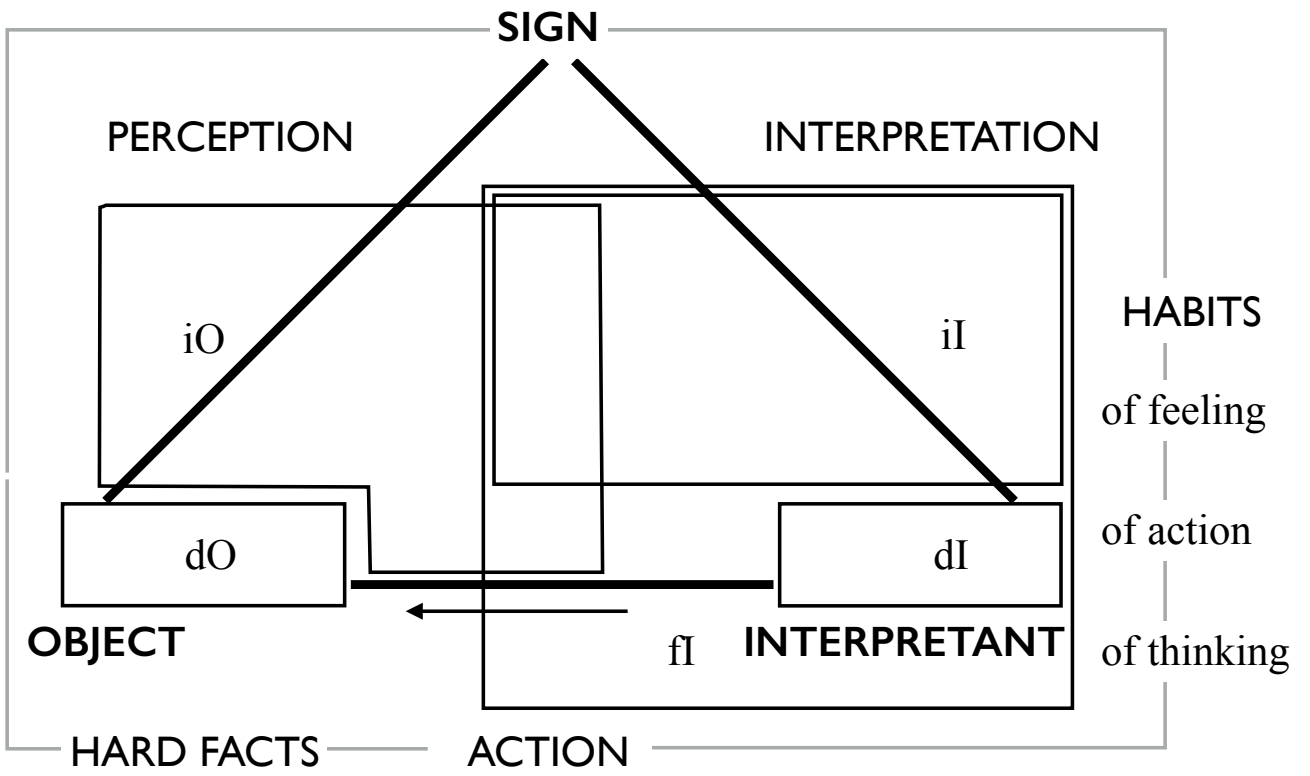 SIGN
PERCEPTION
INTERPRETATION
iO
iI
HABITS
of feeling
of action
dO
dI
OBJECT
fI
INTERPRETANT
of thinking
HARD FACTS
ACTION